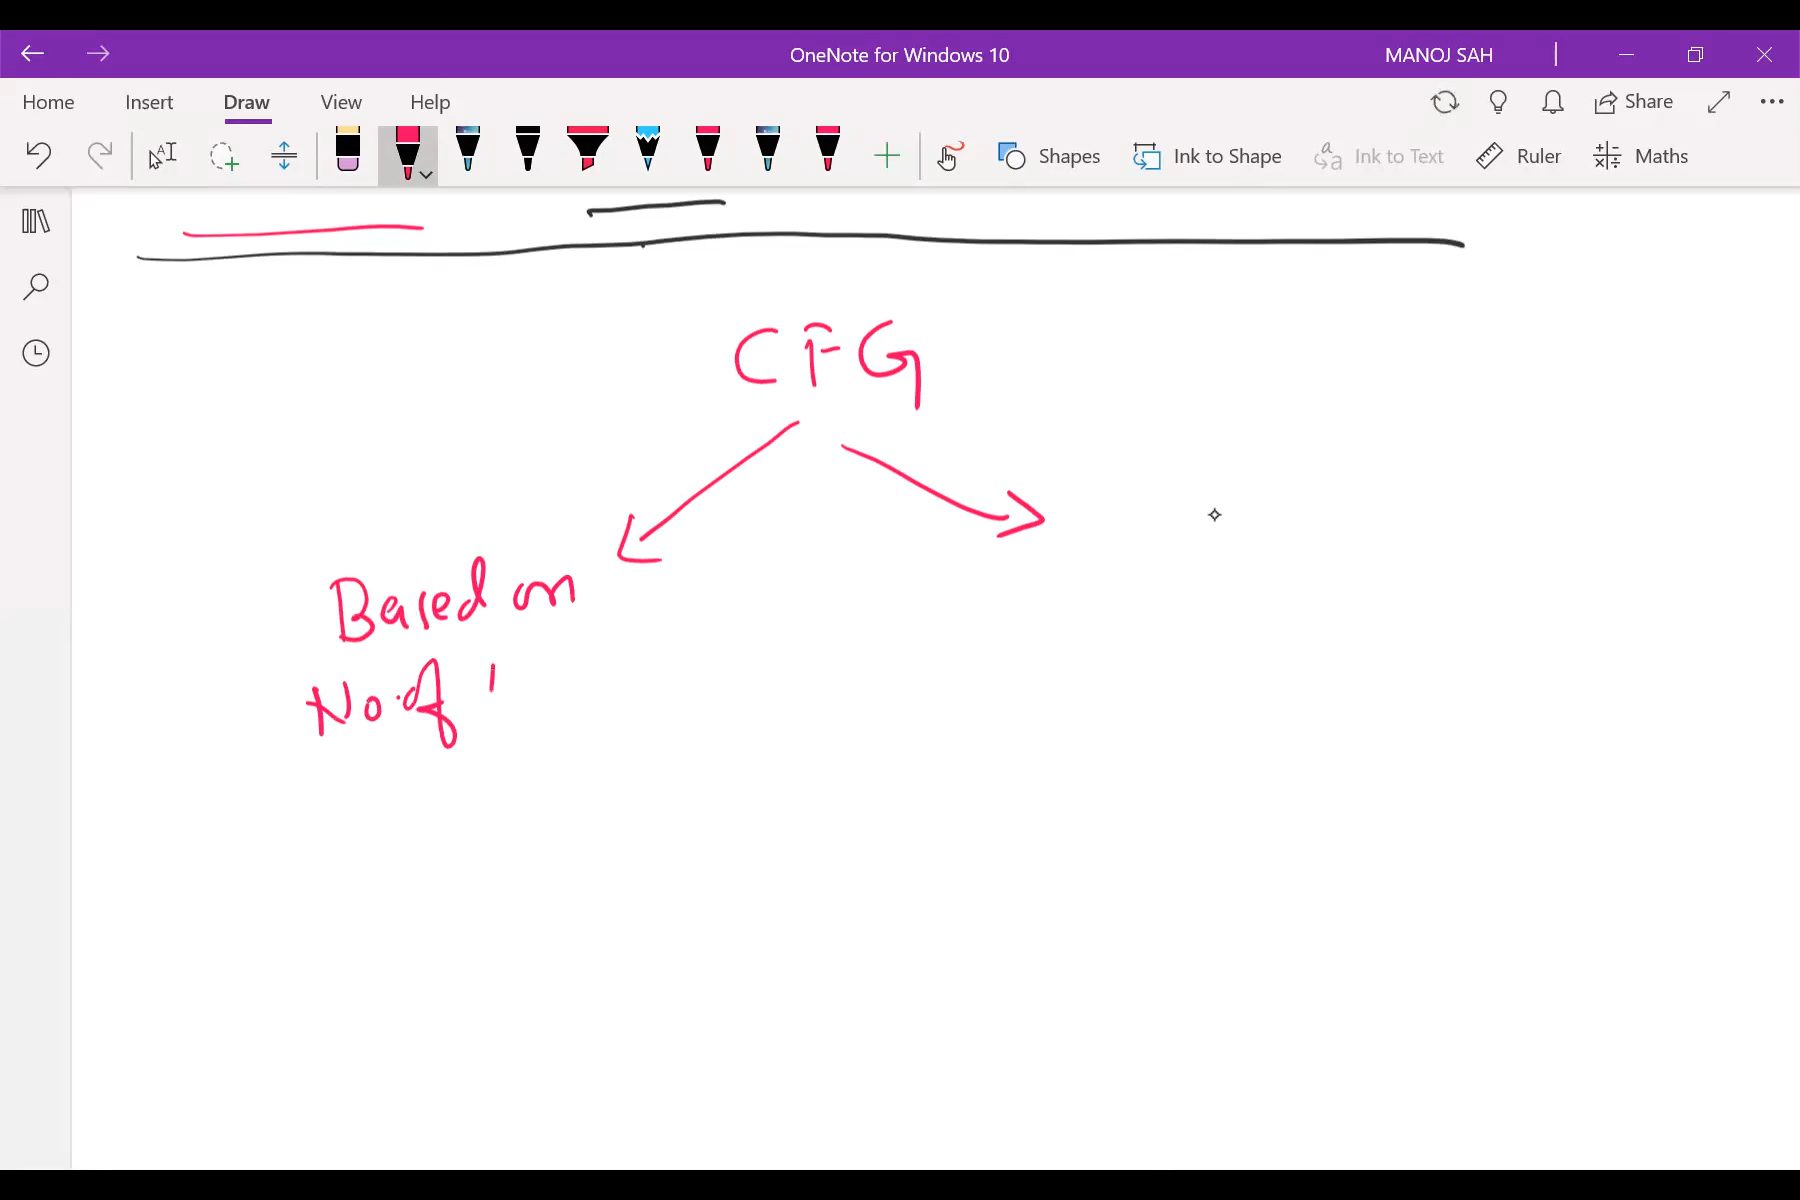 OneNote for Windows 10
MANOJ SAH
Home Insert Draw View Help
Share
Shapes Ink to Shape Ink to Text Ruler Maths
CFG
Based on
No. of